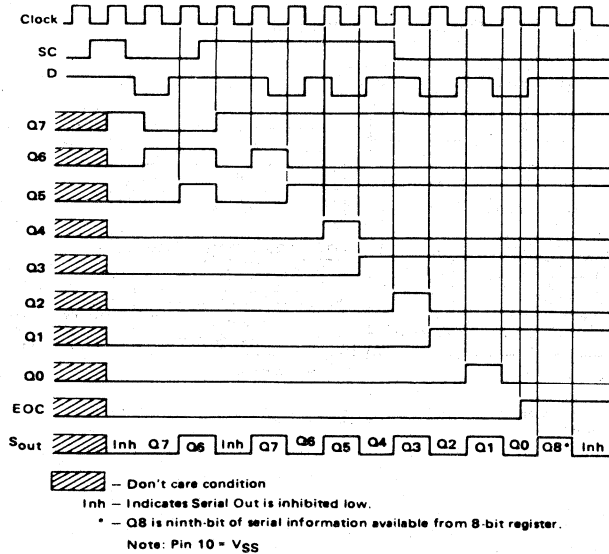 Clock
SC
D
Q7
Q6
Q5
Q4
Q3
Q2
Q1
Q0
EOC
Sout Inh Q7 Q6 Inh Q7 Q6 Q5 Q4 Q3 Q2 Q1 Q0 Q8* Inh
– Don't care condition
Inh – Indicates Serial Out is inhibited low.
* – Q8 is ninth-bit of serial information available from 8-bit register.
Note: Pin 10 = VSS